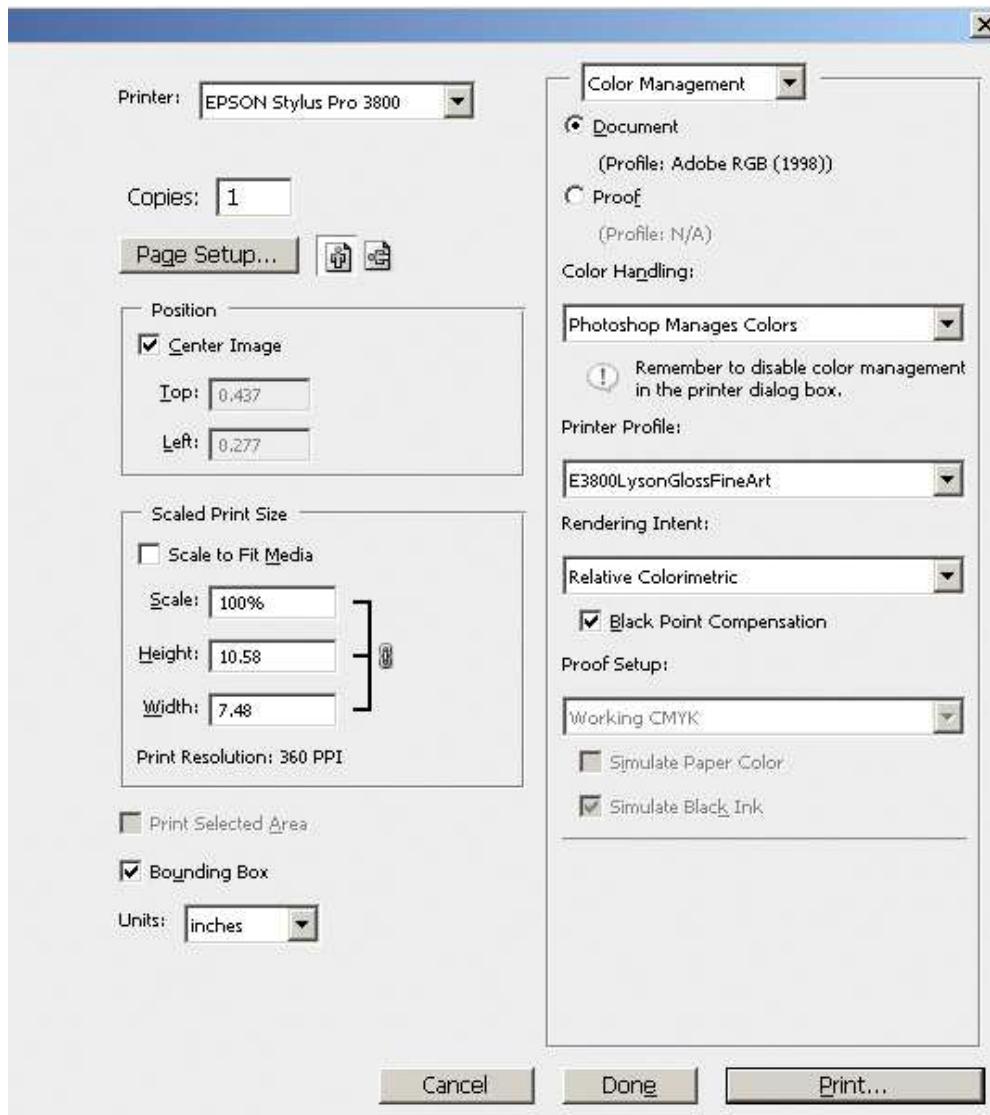 Printer: EPSON Stylus Pro 3800
Copies: 1
Page Setup...
Position
Center Image
Top: 0.437
Left: 0.277
Scaled Print Size
Scale to Fit Media
Scale: 100%
Height: 10.58
Width: 7.48
Print Resolution: 360 PPI
Print Selected Area
Bounding Box
Units: inches
Color Management
Document
(Profile: Adobe RGB (1998))
Proof
(Profile: N/A)
Color Handling:
Photoshop Manages Colors
Remember to disable color management
in the printer dialog box.
Printer Profile:
E3800LysonGlossFineArt
Rendering Intent:
Relative Colorimetric
Black Point Compensation
Proof Setup:
Working CMYK
Simulate Paper Color
Simulate Black Ink
Cancel
Done
Print...